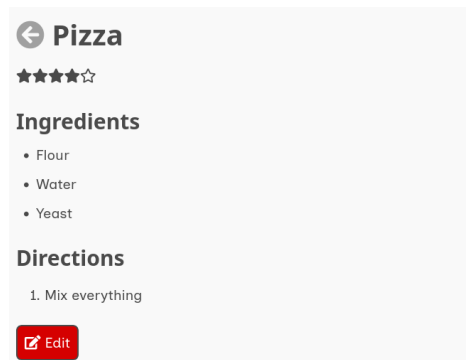 Pizza
Ingredients
• Flour
• Water
• Yeast
Directions
1. Mix everything
Edit